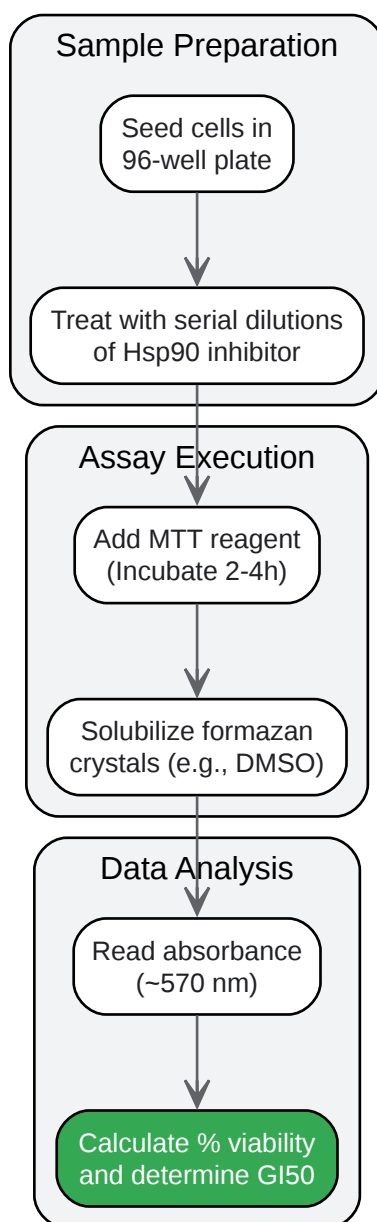 Sample Preparation
Seed cells in
96-well plate
Treat with serial dilutions
of Hsp90 inhibitor
Assay Execution
Add MTT reagent
(Incubate 2-4h)
Solubilize formazan
crystals (e.g., DMSO)
Data Analysis
Read absorbance
(~570 nm)
Calculate % viability
and determine GI50